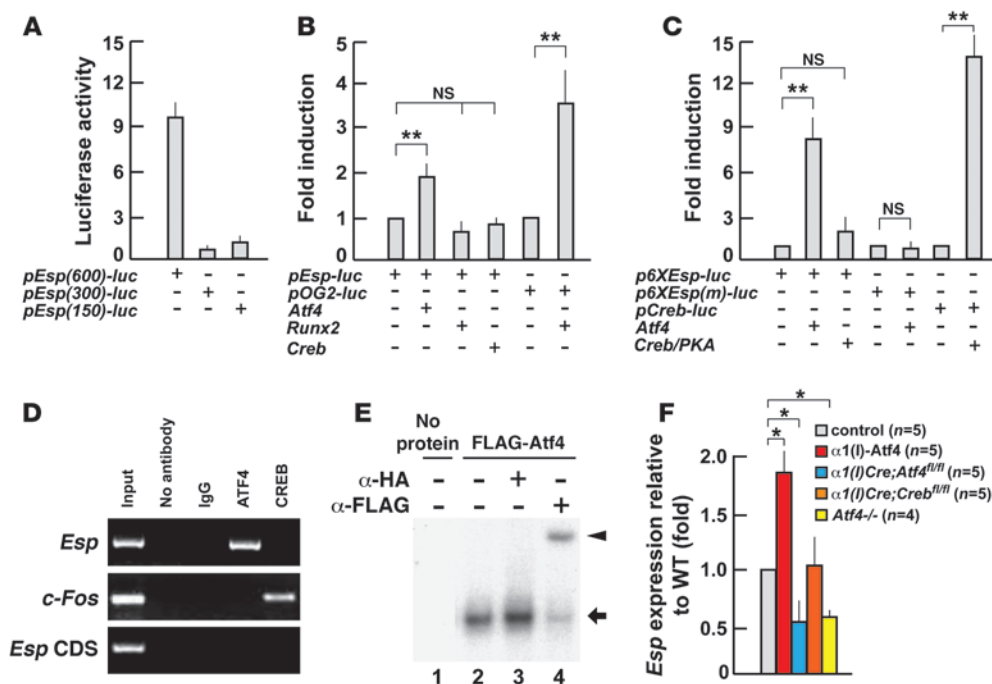 A
Luciferase activity
15
12
9
6
3
0
pEsp(600)-luc + – –
pEsp(300)-luc – + –
pEsp(150)-luc – – +
B
Fold induction
5
4
3
2
1
0
**
NS
**
pEsp-luc + + + + – –
pOG2-luc – – – – + +
Atf4 – + – – – –
Runx2 – – + – – +
Creb – – – + – –
C
Fold induction
15
12
9
6
3
0
NS
**
NS
**
p6XEsp-luc + + + – – – –
p6XEsp(m)-luc – – – + + – –
pCreb-luc – – – – – + +
Atf4 – + – – + – –
Creb/PKA – – + – – – +
D
Input
No antibody
IgG
ATF4
CREB
Esp
c-Fos
Esp CDS
E
No protein
FLAG-Atf4
α-HA – – + –
α-FLAG – – – +
1 2 3 4
F
Esp expression relative to WT (fold)
2.0
1.5
1.0
0.5
0
*
*
*
control (n=5)
α1(I)-Atf4 (n=5)
α1(I)Cre;Atf4fl/fl (n=5)
α1(I)Cre;Crebfl/fl (n=5)
Atf4-/- (n=4)